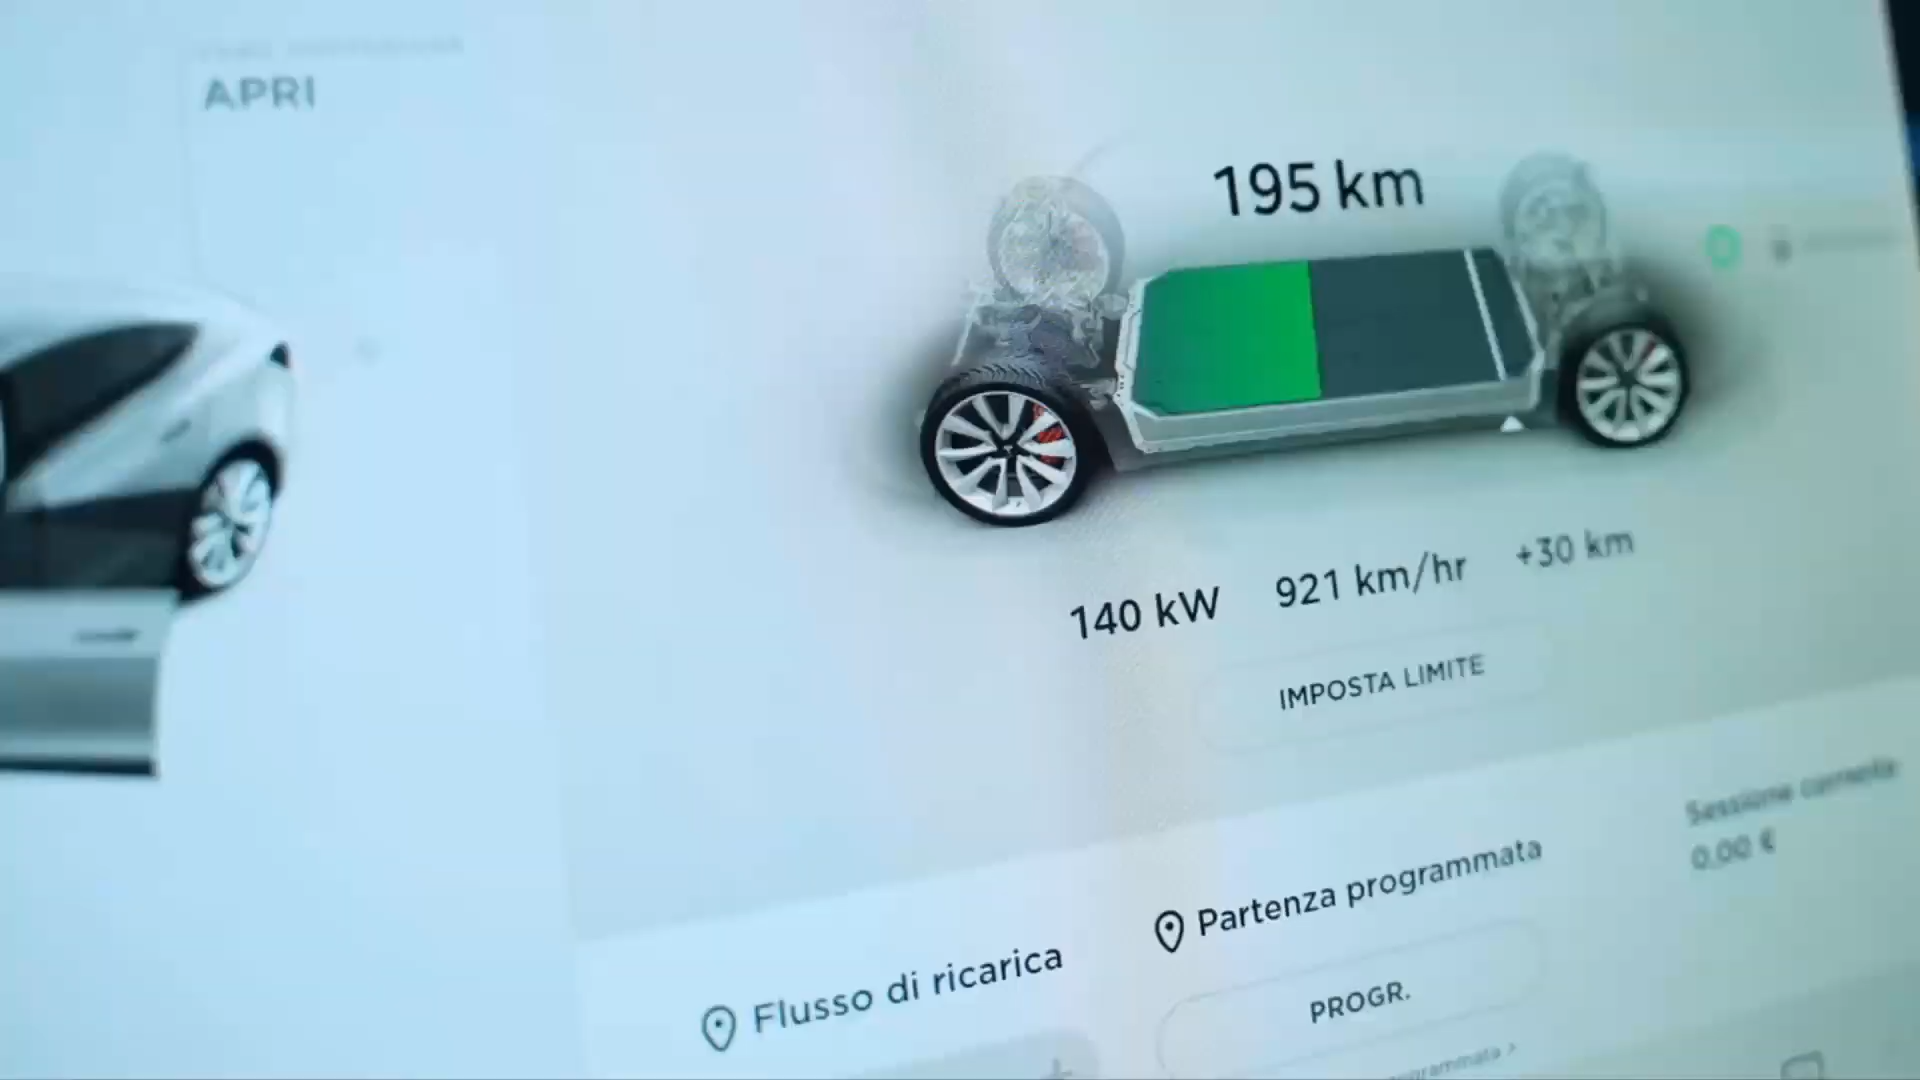 APRI
195 km
140 kW
921 km/hr
+30 km
IMPOSTA LIMITE
Flusso di ricarica
Partenza programmata
PROGR.
Sessione corrente
0,00 €